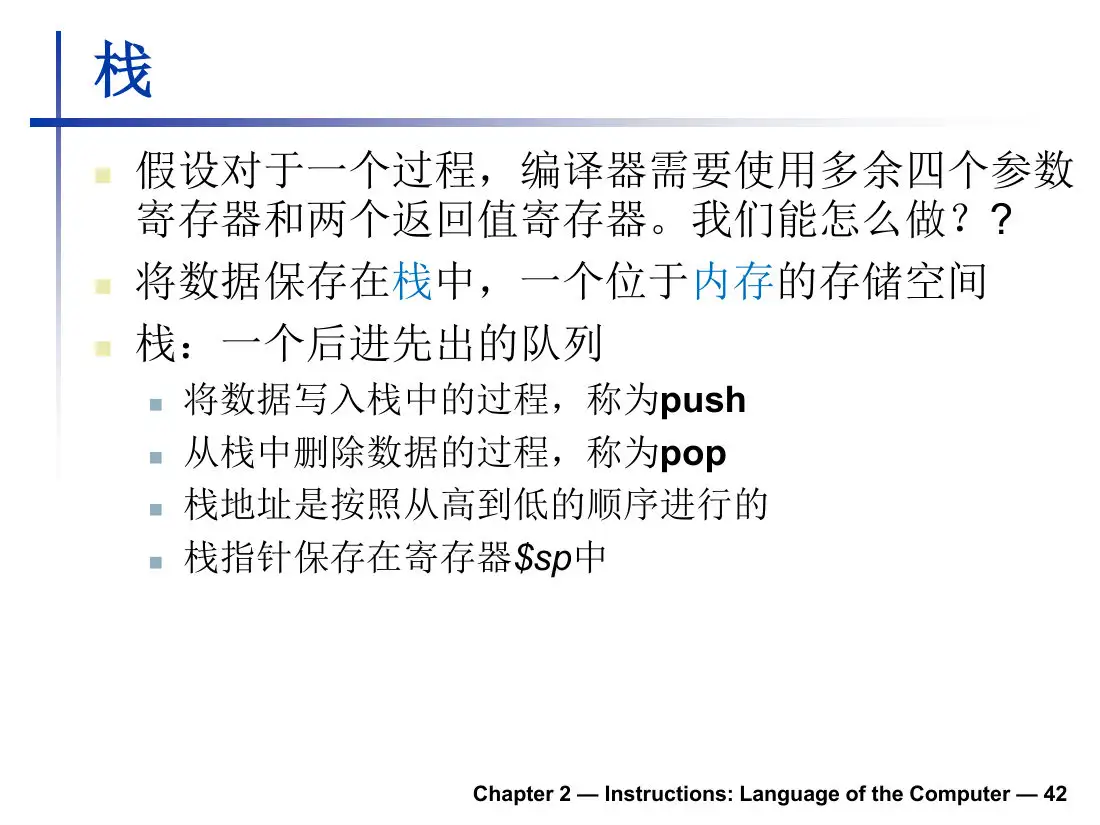 栈
假设对于一个过程，编译器需要使用多余四个参数
寄存器和两个返回值寄存器。我们能怎么做？?
将数据保存在栈中，一个位于内存的存储空间
栈：一个后进先出的队列
将数据写入栈中的过程，称为push
从栈中删除数据的过程，称为pop
栈地址是按照从高到低的顺序进行的
栈指针保存在寄存器$sp中
Chapter 2 — Instructions: Language of the Computer — 42